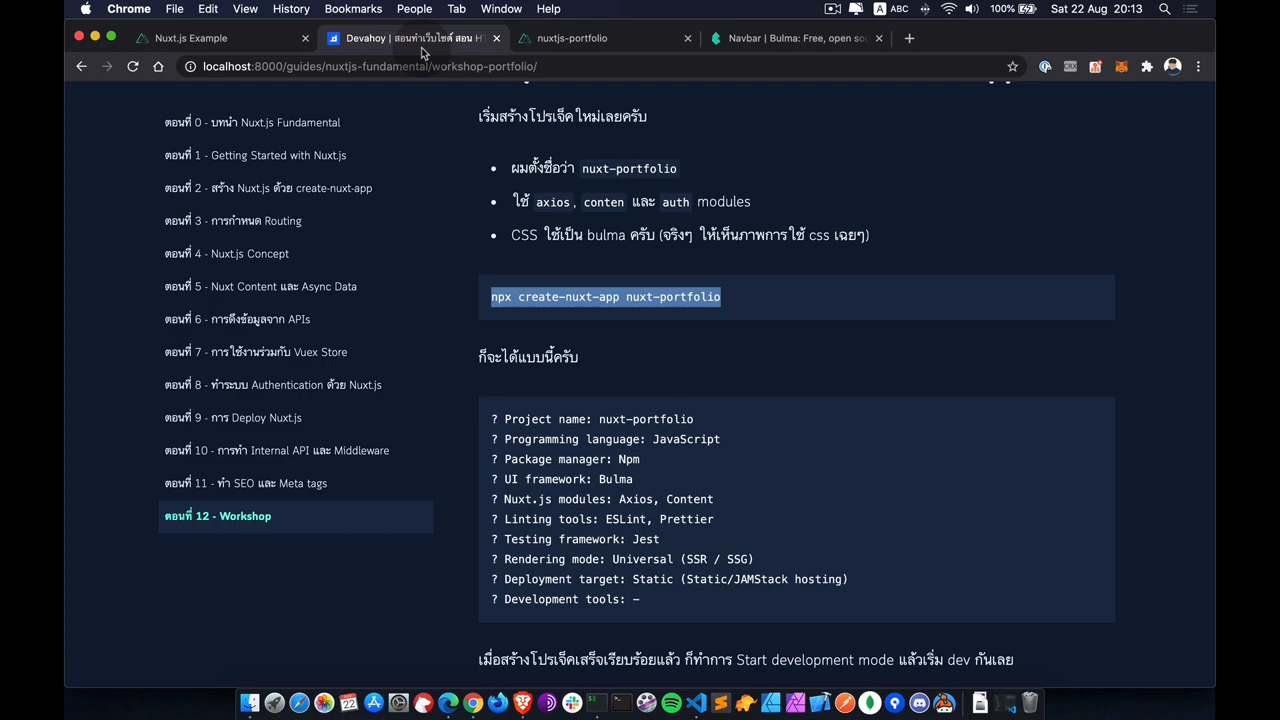 Chrome File Edit View History Bookmarks People Tab Window Help
A ABC 100% Sat 22 Aug 20:13
Nuxt.js Example
Devahoy | สอนทำเว็บไซต์ สอน HT
nuxtjs-portfolio
Navbar | Bulma: Free, open so
localhost:8000/guides/nuxtjs-fundamental/workshop-portfolio/
ตอนที่ 0 - บทนำ Nuxt.js Fundamental
ตอนที่ 1 - Getting Started with Nuxt.js
ตอนที่ 2 - สร้าง Nuxt.js ด้วย create-nuxt-app
ตอนที่ 3 - การกำหนด Routing
ตอนที่ 4 - Nuxt.js Concept
ตอนที่ 5 - Nuxt Content และ Async Data
ตอนที่ 6 - การดึงข้อมูลจาก APIs
ตอนที่ 7 - การใช้งานร่วมกับ Vuex Store
ตอนที่ 8 - ทำระบบ Authentication ด้วย Nuxt.js
ตอนที่ 9 - การ Deploy Nuxt.js
ตอนที่ 10 - การทำ Internal API และ Middleware
ตอนที่ 11 - ทำ SEO และ Meta tags
ตอนที่ 12 - Workshop
เริ่มสร้างโปรเจ็คใหม่เลยครับ
• ผมตั้งชื่อว่า nuxt-portfolio
• ใช้ axios, conten และ auth modules
• CSS ใช้เป็น bulma ครับ (จริงๆ ให้เห็นภาพการใช้ css เฉยๆ)
npx create-nuxt-app nuxt-portfolio
ก็จะได้แบบนี้ครับ
? Project name: nuxt-portfolio
? Programming language: JavaScript
? Package manager: Npm
? UI framework: Bulma
? Nuxt.js modules: Axios, Content
? Linting tools: ESLint, Prettier
? Testing framework: Jest
? Rendering mode: Universal (SSR / SSG)
? Deployment target: Static (Static/JAMStack hosting)
? Development tools: -
เมื่อสร้างโปรเจ็คเสร็จเรียบร้อยแล้ว ก็ทำการ Start development mode แล้วเริ่ม dev กันเลย